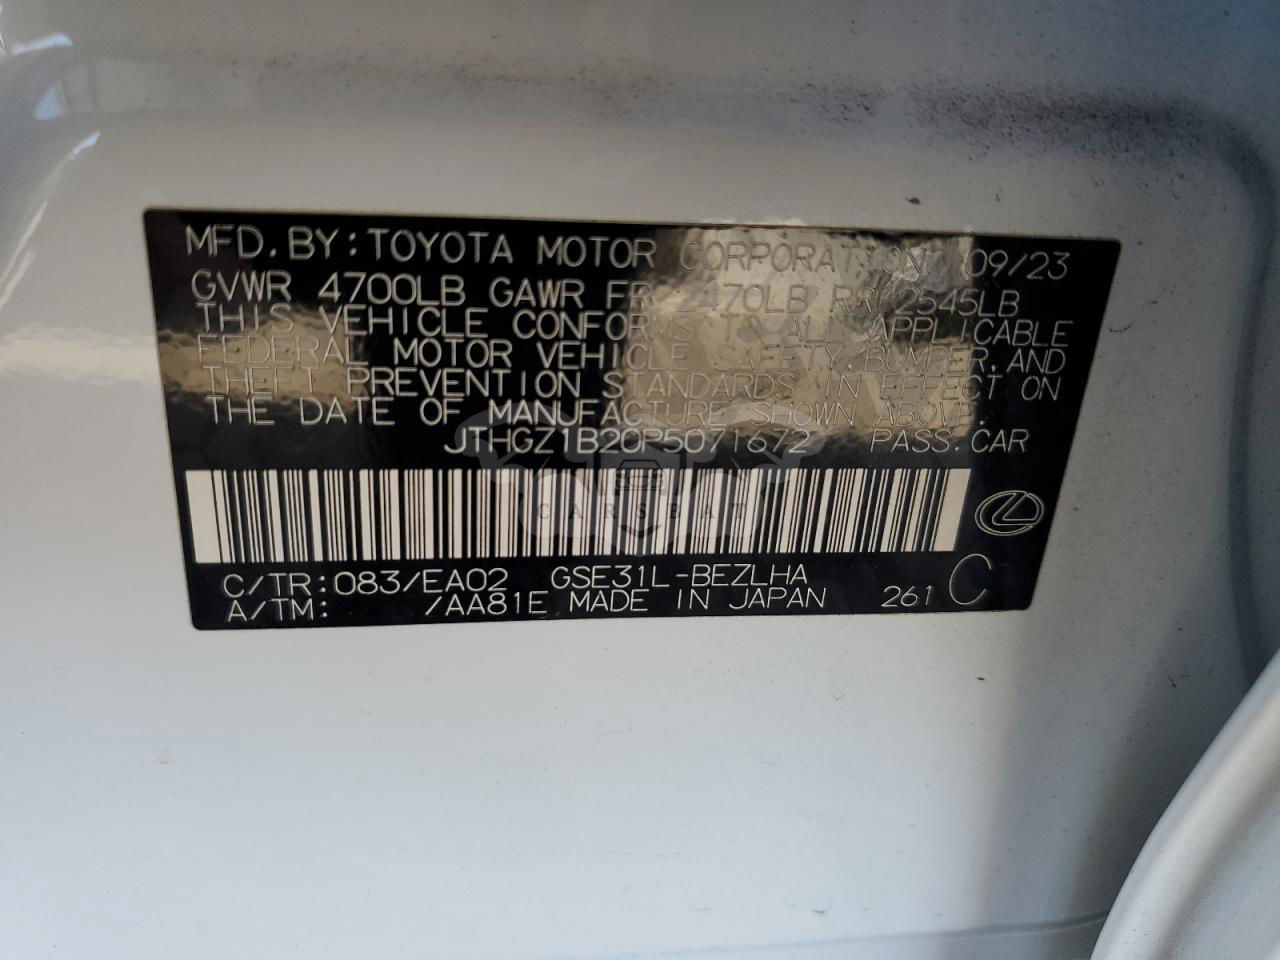 MFD. BY: TOYOTA MOTOR CORPORATION 09/23
GVWR 4700LB GAWR FR 2470LB RR 2545LB
THIS VEHICLE CONFORMS TO ALL APPLICABLE
FEDERAL MOTOR VEHICLE SAFETY, BUMPER, AND
THEFT PREVENTION STANDARDS IN EFFECT ON
THE DATE OF MANUFACTURE SHOWN ABOVE.
JTHGZ1B20P5071672 PASS. CAR
CARSEAT
C/TR: 083/EA02 GSE31L-BEZLHA
A/TM: /AA81E MADE IN JAPAN 261 C